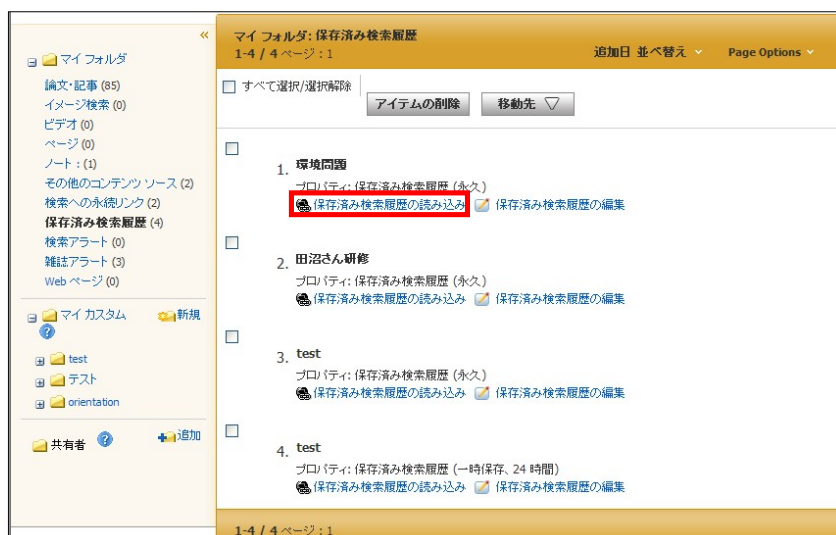 «
マイ フォルダ
論文・記事 (85)
イメージ検索 (0)
ビデオ (0)
ページ (0)
ノート : (1)
その他のコンテンツ ソース (2)
検索への永続リンク (2)
保存済み検索履歴 (4)
検索アラート (0)
雑誌アラート (3)
Web ページ (0)
マイ カスタム 新規
?
test
テスト
orientation
共有者 ? 追加
マイ フォルダ: 保存済み検索履歴
1-4 / 4 ページ : 1 追加日 並べ替え Page Options
すべて選択/選択解除
アイテムの削除 移動先 ▽
1. 環境問題
プロパティ: 保存済み検索履歴 (永久)
保存済み検索履歴の読み込み 保存済み検索履歴の編集
2. 田沼さん研修
プロパティ: 保存済み検索履歴 (永久)
保存済み検索履歴の読み込み 保存済み検索履歴の編集
3. test
プロパティ: 保存済み検索履歴 (永久)
保存済み検索履歴の読み込み 保存済み検索履歴の編集
4. test
プロパティ: 保存済み検索履歴 (一時保存、24 時間)
保存済み検索履歴の読み込み 保存済み検索履歴の編集
1-4 / 4 ページ : 1